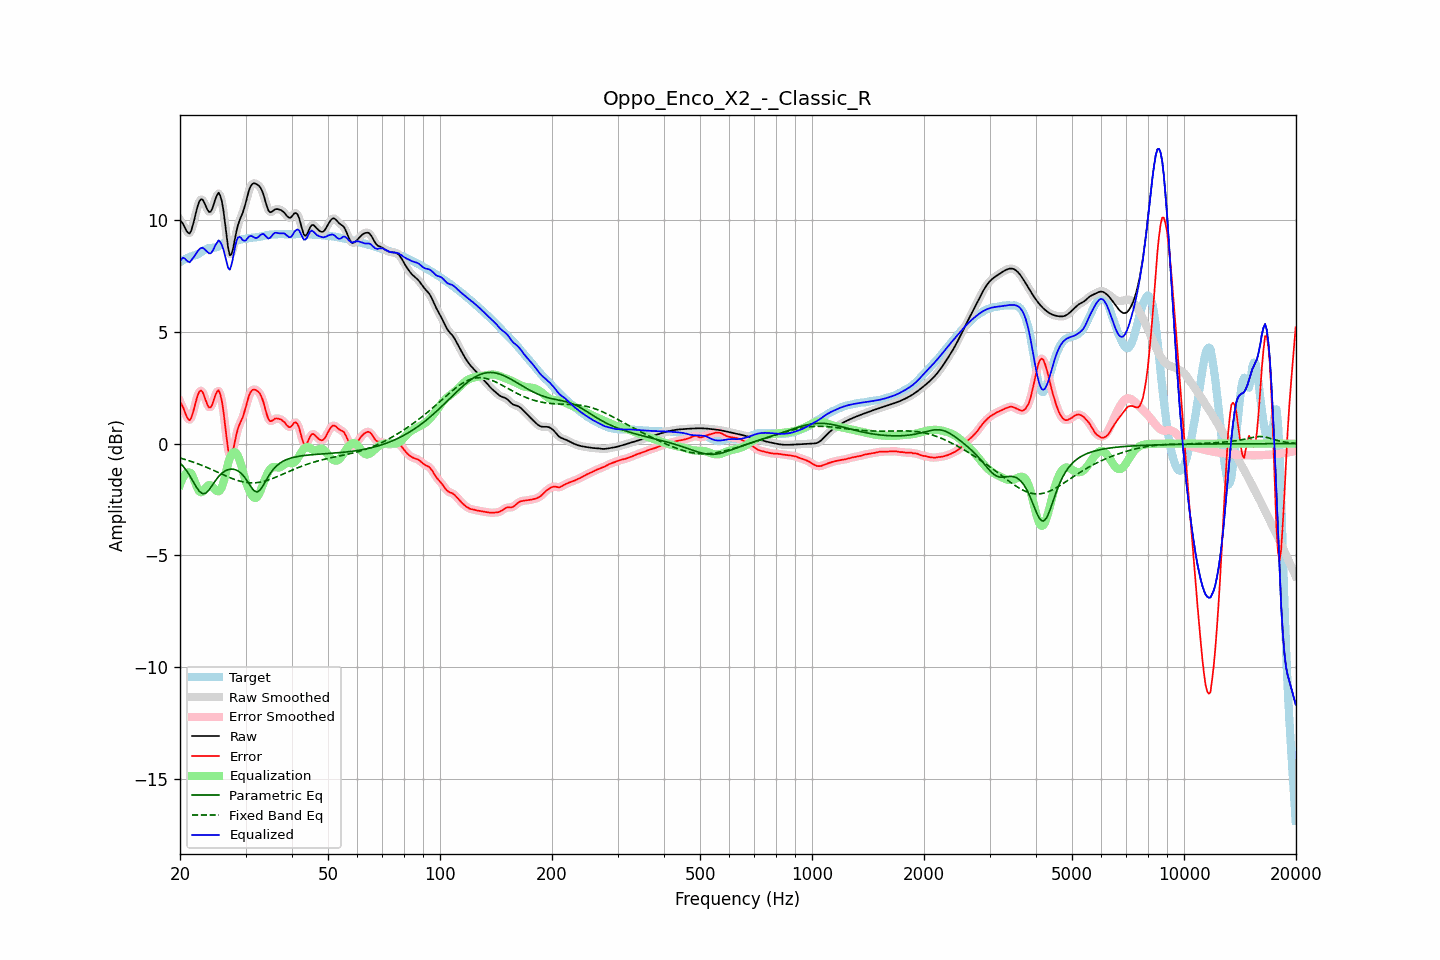 Oppo_Enco_X2_-_Classic_R
Amplitude (dBr)
10
5
0
−5
−10
−15
Target
Raw Smoothed
Error Smoothed
Raw
Error
Equalization
Parametric Eq
Fixed Band Eq
Equalized
20 50 100 200 500 1000 2000 5000 10000 20000
Frequency (Hz)